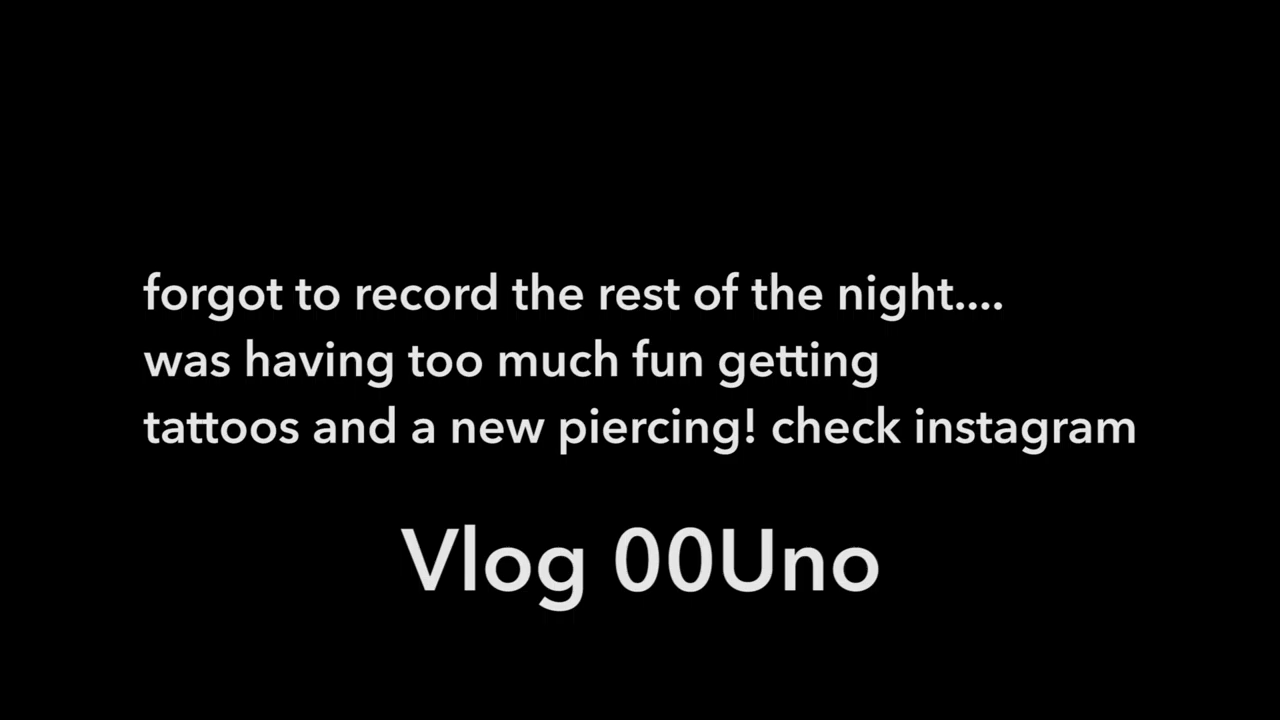 forgot to record the rest of the night....
was having too much fun getting
tattoos and a new piercing! check instagram
Vlog 00Uno